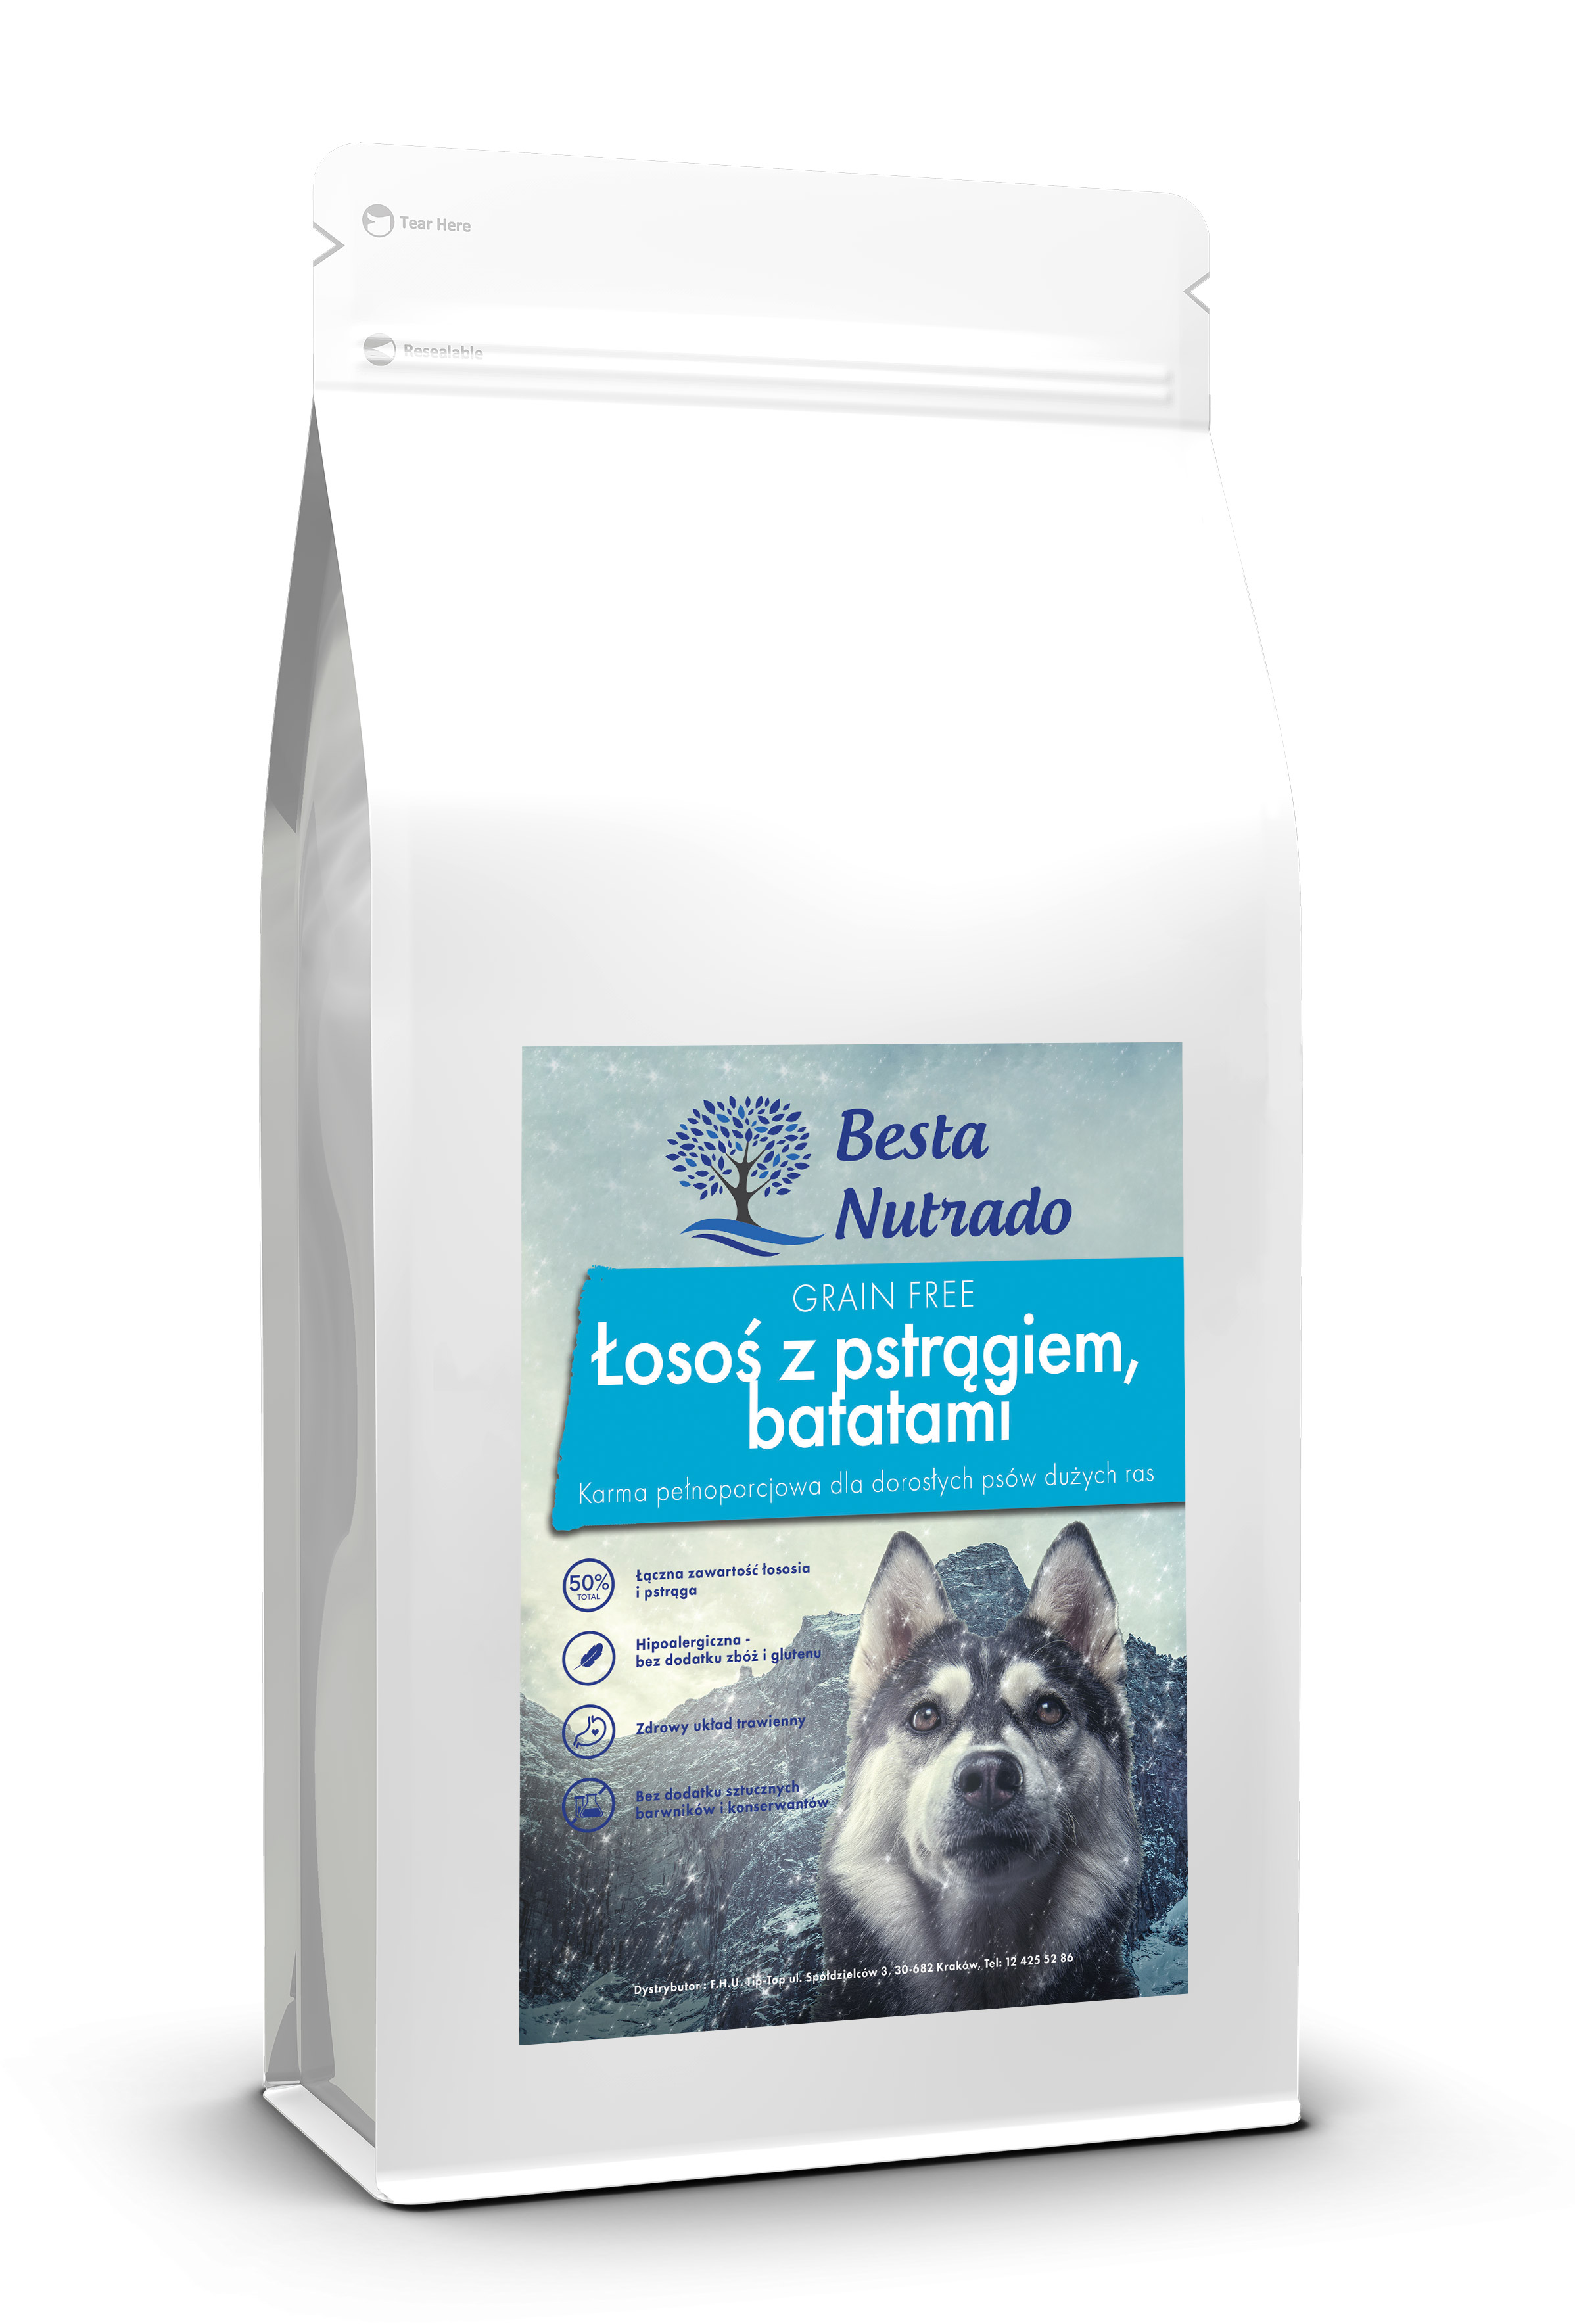 Tear Here
Resealable
Besta
Nutrado
GRAIN FREE
Łosoś z pstrągiem,
batatami
Karma pełnoporcjowa dla dorosłych psów dużych ras
50%
TOTAL
Łączna zawartość łososia
i pstrąga
Hipoalergiczna -
bez dodatku zbóż i glutenu
Zdrowy układ trawienny
Bez dodatku sztucznych
barwników i konserwantów
Dystrybutor : F.H.U. Tip-Top ul. Spółdzielców 3, 30-682 Kraków, Tel: 12 425 52 86